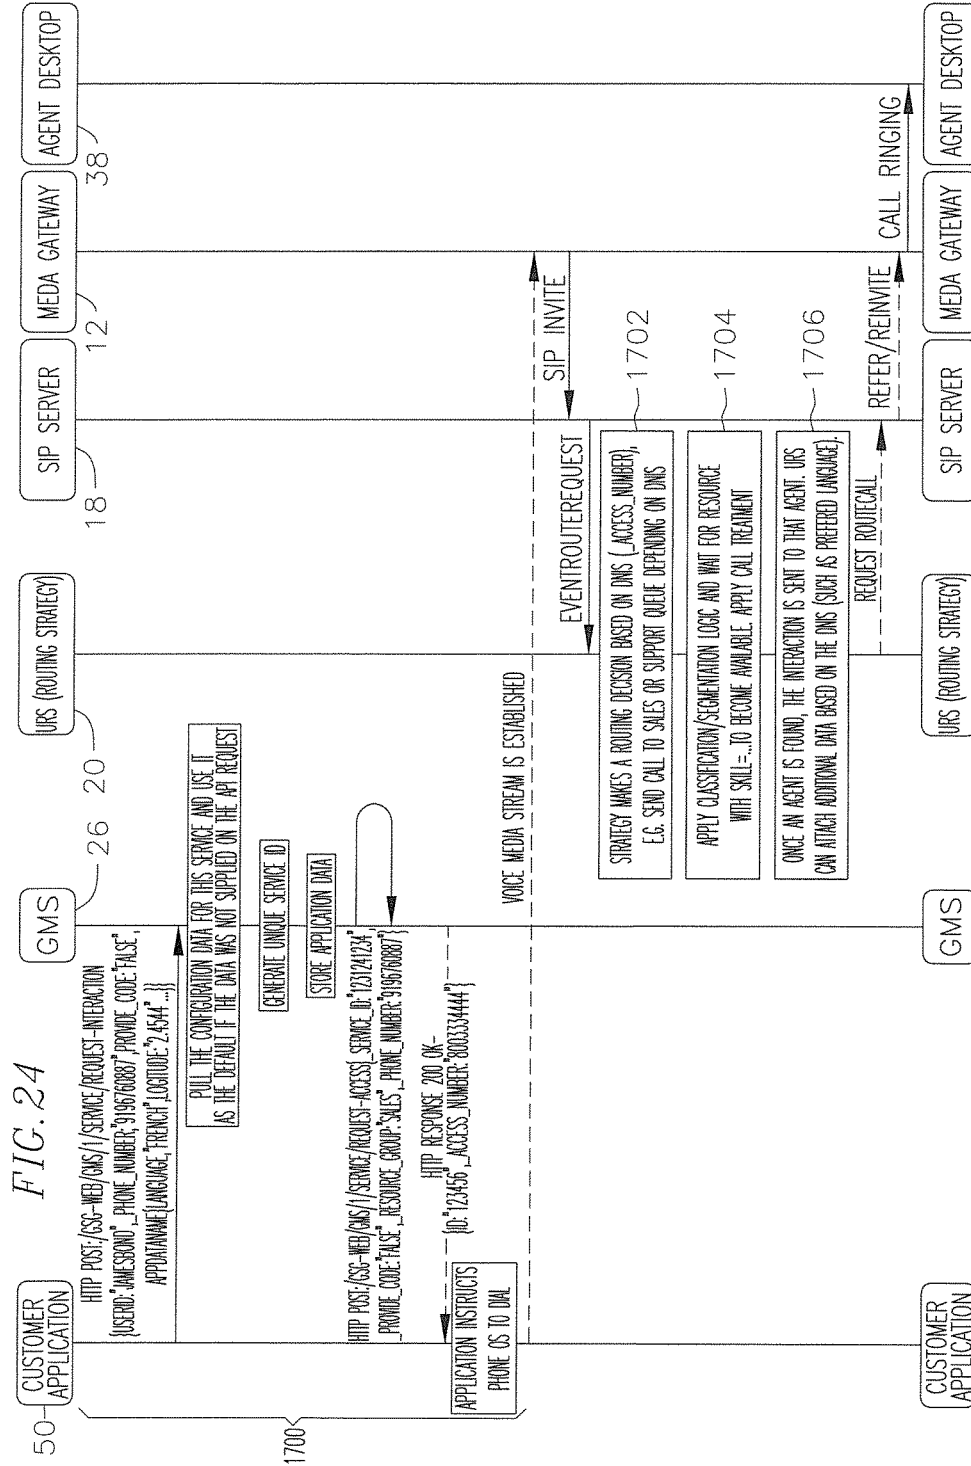 FIG. 24
50
CUSTOMER
APPLICATION
GMS
26
URS (ROUTING STRATEGY)
20
SIP SERVER
18
MEDA GATEWAY
12
AGENT DESKTOP
38
1700
HTTP POST:/GSG-WEB/GMS/1/SERVICE/REQUEST-INTERACTION
{USERID:"JAMESBOND",_PHONE_NUMBER,"9196760887",PROVIDE_CODE:"FALSE",
APPDATANAME{LANGUAGE,"FRENCH",LOGITUDE:"2.4544"...}}
PULL THE CONFIGURATION DATA FOR THIS SERVICE AND USE IT
AS THE DEFAULT IF THE DATA WAS NOT SUPPLIED ON THE API REQUEST
GENERATE UNIQUE SERVICE ID
STORE APPLICATION DATA
HTTP POST:/GSG-WEB/GMS/1/SERVICE/REQUEST-ACCESS{_SERVICE_ID:"1231241234",
_PROVIDE_CODE:"FALSE",_RESOURCE_GROUP:"SALES",_PHONE_NUMBER:"9196760887"}
HTTP RESPONSE 200 OK-
{ID:"123456",_ACCESS_NUMBER:"8003334444"}
APPLICATION INSTRUCTS
PHONE OS TO DIAL
VOICE MEDIA STREAM IS ESTABLISHED
SIP INVITE
EVENTROUTEREQUEST
STRATEGY MAKES A ROUTING DECISION BASED ON DNIS (_ACCESS_NUMBER),
E.G. SEND CALL TO SALES OR SUPPORT QUEUE DEPENDING ON DNIS
1702
APPLY CLASSIFICATION/SEGMENTATION LOGIC AND WAIT FOR RESOURCE
WITH SKILL=...TO BECOME AVAILABLE. APPLY CALL TREATMENT
1704
ONCE AN AGENT IS FOUND, THE INTERACTION IS SENT TO THAT AGENT. URS
CAN ATTACH ADDITIONAL DATA BASED ON THE DNIS (SUCH AS PREFERED LANGUAGE).
1706
REQUEST ROUTECALL
REFER/REINVITE
CALL RINGING
CUSTOMER
APPLICATION
GMS
URS (ROUTING STRATEGY)
SIP SERVER
MEDA GATEWAY
AGENT DESKTOP